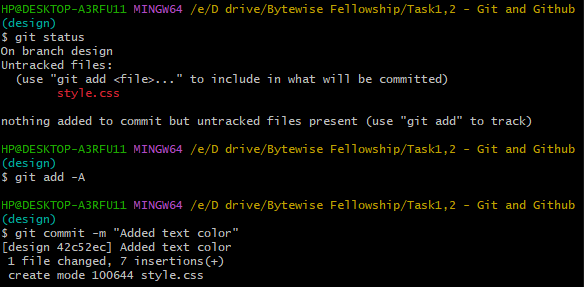 HP@DESKTOP-A3RFU11 MINGW64 /e/D drive/Bytewise Fellowship/Task1,2 - Git and Github
(design)
$ git status
On branch design
Untracked files:
  (use "git add <file>..." to include in what will be committed)
        style.css

nothing added to commit but untracked files present (use "git add" to track)

HP@DESKTOP-A3RFU11 MINGW64 /e/D drive/Bytewise Fellowship/Task1,2 - Git and Github
(design)
$ git add -A

HP@DESKTOP-A3RFU11 MINGW64 /e/D drive/Bytewise Fellowship/Task1,2 - Git and Github
(design)
$ git commit -m "Added text color"
[design 42c52ec] Added text color
 1 file changed, 7 insertions(+)
 create mode 100644 style.css